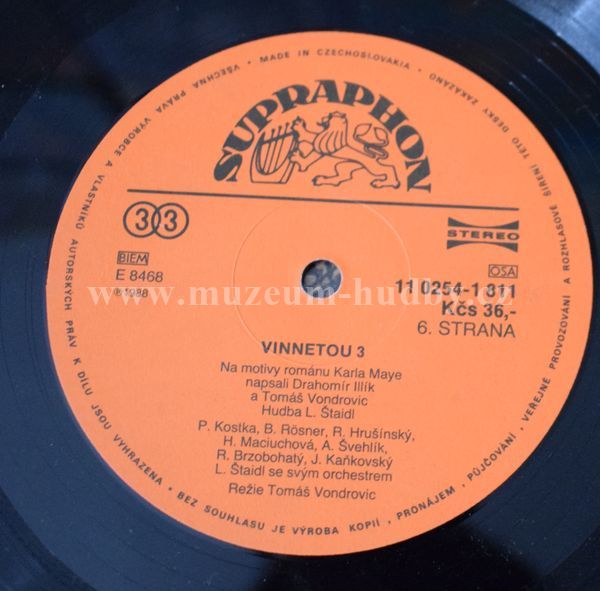 VŠECHNA PRÁVA VÝROBCE A VLASTNÍKŮ AUTORSKÝCH PRÁV K DÍLU JSOU VYHRAZENA • BEZ SOUHLASU JE VÝROBA KOPIÍ, PRONÁJEM, PŮJČOVÁNÍ, VEŘEJNÉ PROVOZOVÁNÍ A ROZHLASOVÉ ŠÍŘENÍ TÉTO DESKY ZAKÁZÁNO • MADE IN CZECHOSLOVAKIA •
SUPRAPHON
33
STEREO
BIEM
OSA
E 8468
11 0254-1 311
℗1988
Kčs 36,-
www.muzeum-hudby.cz
6. STRANA
VINNETOU 3
Na motivy románu Karla Maye
napsali Drahomír Illík
a Tomáš Vondrovic
Hudba L. Štaidl
P. Kostka, B. Rösner, R. Hrušínský,
H. Maciuchová, A. Švehlík,
R. Brzobohatý, J. Kaňkovský
L. Štaidl se svým orchestrem
Režie Tomáš Vondrovic